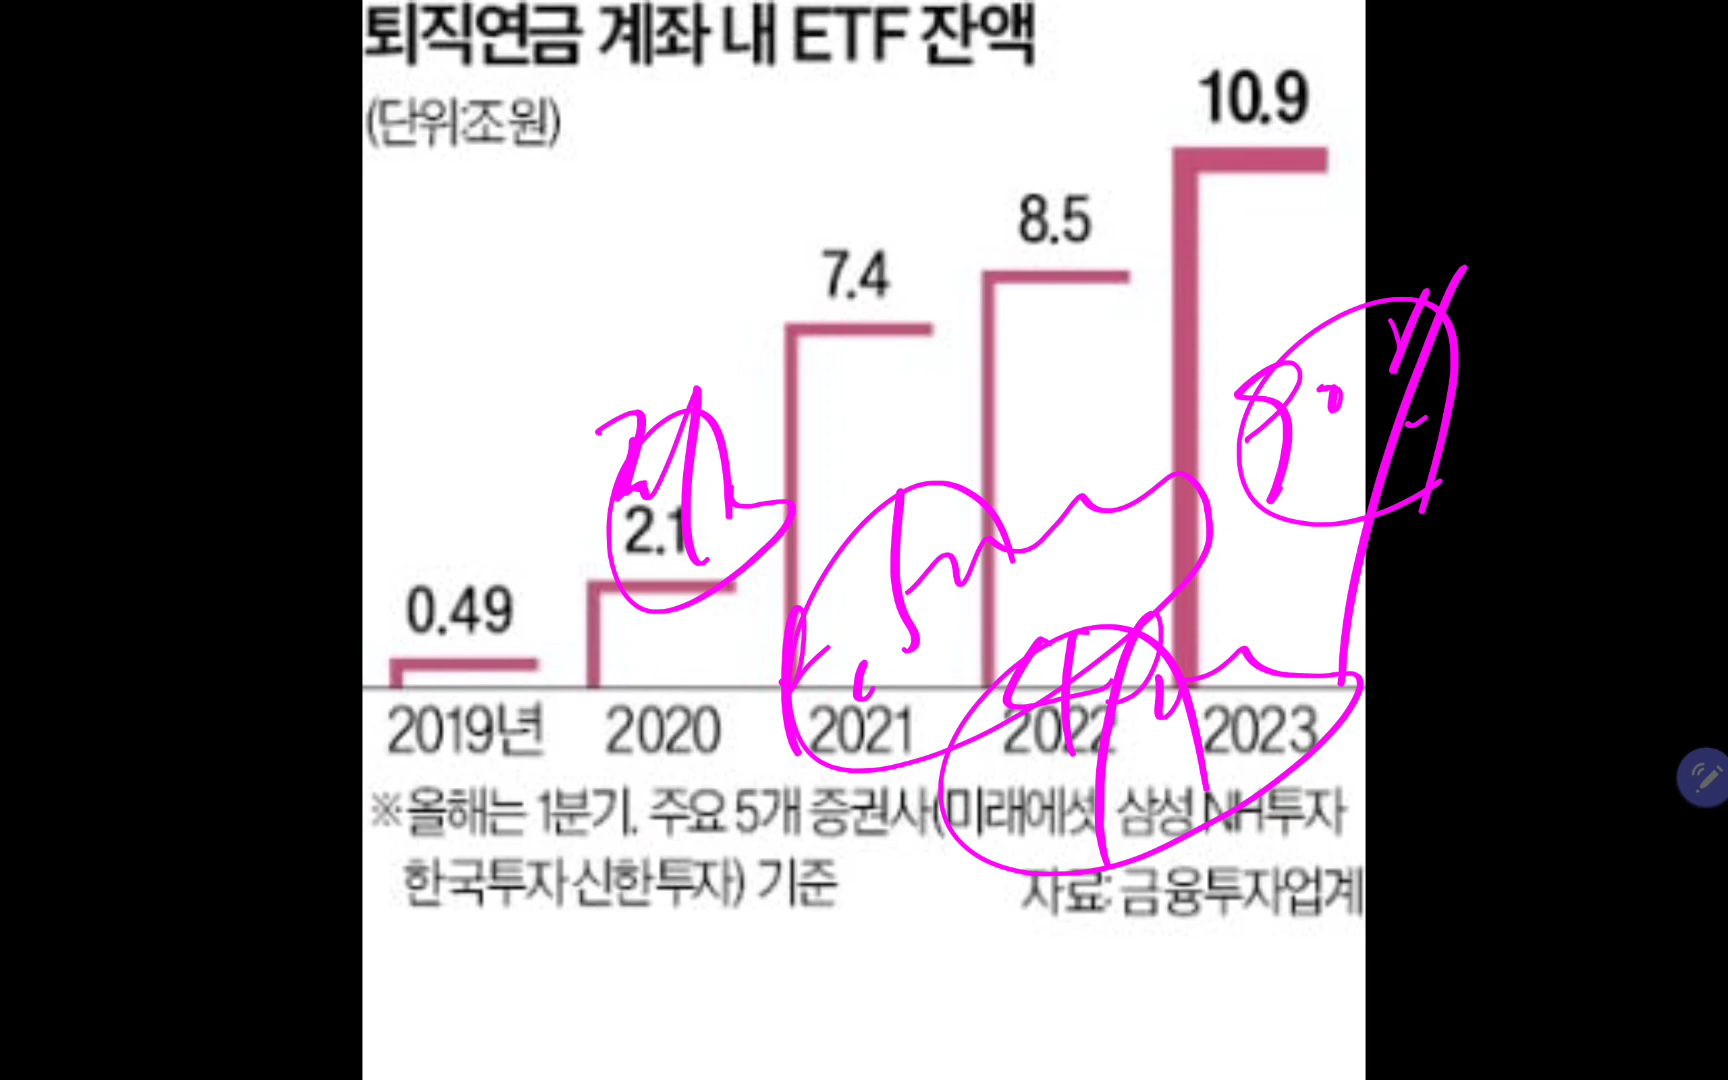 퇴직연금 계좌 내 ETF 잔액
(단위:조원)
10.9
8.5
7.4
2.1
0.49
2019년 2020 2021 2022 2023
※올해는 1분기. 주요 5개 증권사(미래에셋 삼성 NH투자
한국투자 신한투자) 기준
자료: 금융투자업계